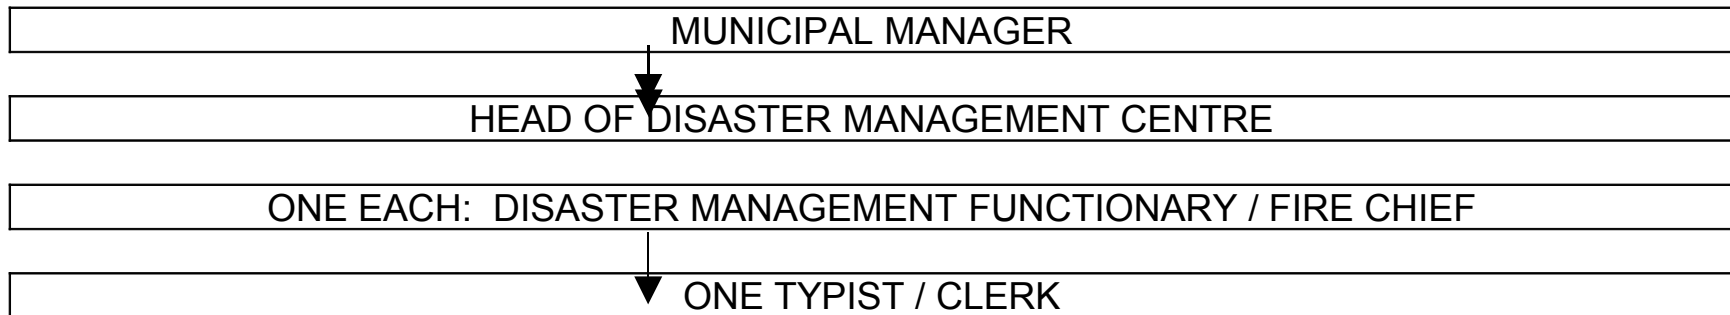 MUNICIPAL MANAGER
HEAD OF DISASTER MANAGEMENT CENTRE
ONE EACH:  DISASTER MANAGEMENT FUNCTIONARY / FIRE CHIEF
ONE TYPIST / CLERK